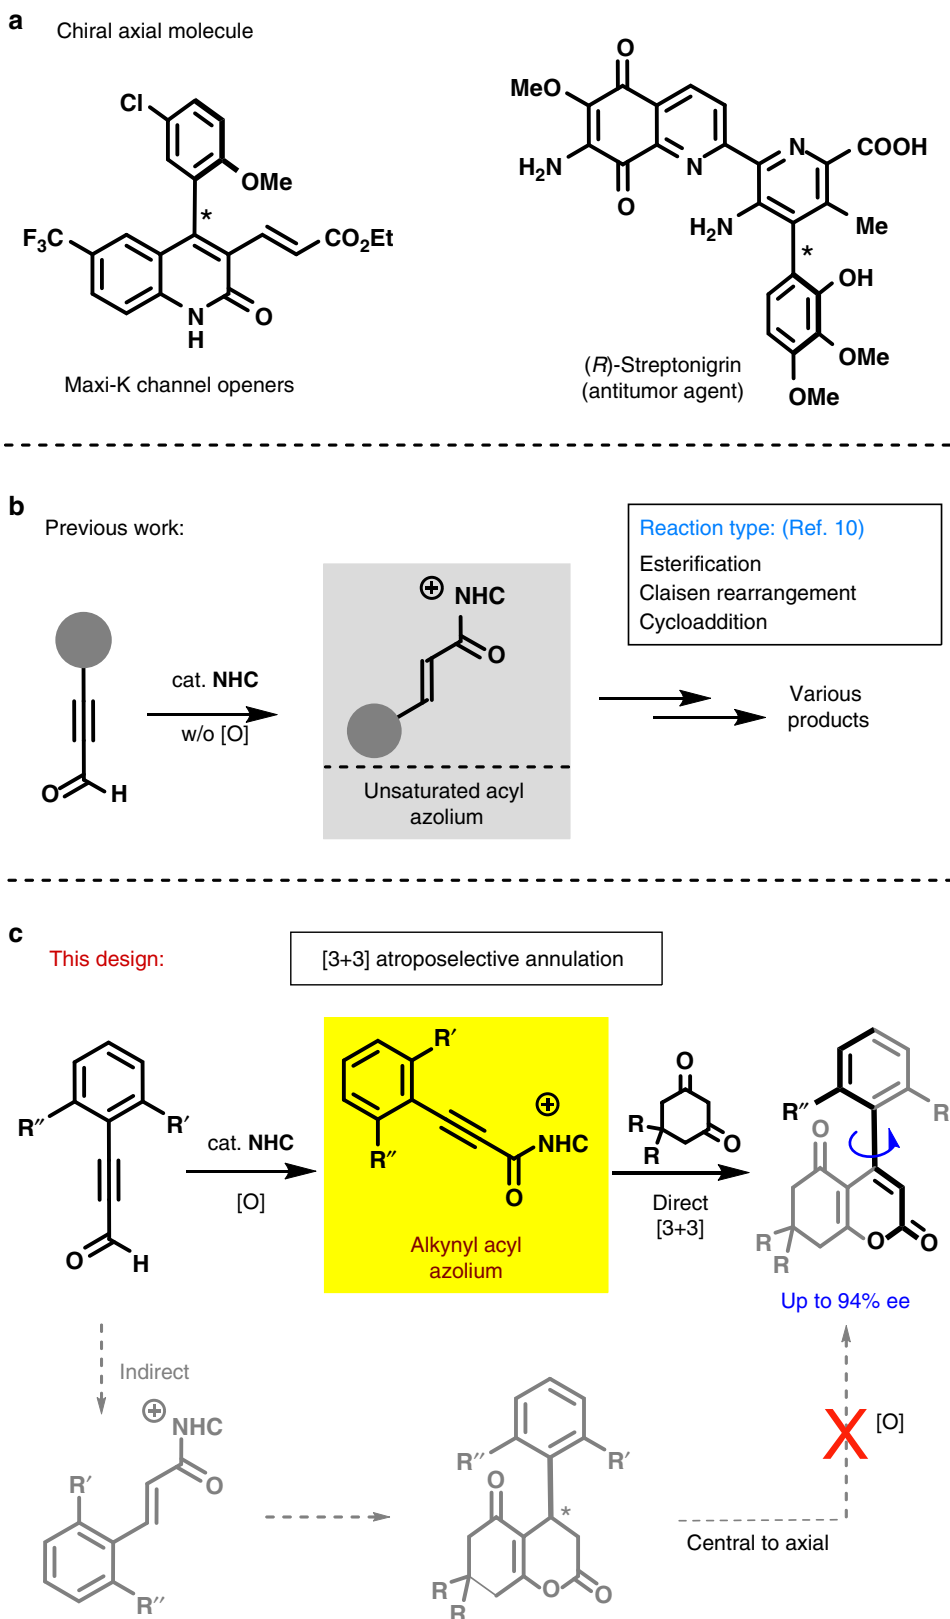 a
Chiral axial molecule
Cl
OMe
*
F3C
CO2Et
N
H
O
Maxi-K channel openers
O
MeO
H2N
O
N
N
COOH
H2N
Me
*
OH
OMe
OMe
(R)-Streptonigrin
(antitumor agent)
b
Previous work:
Reaction type: (Ref. 10)
Esterification
Claisen rearrangement
Cycloaddition
O
H
cat. NHC
w/o [O]
+
NHC
O
Unsaturated acyl
azolium
Various
products
c
This design:
[3+3] atroposelective annulation
R″
R′
O
H
cat. NHC
[O]
R′
R″
+
NHC
O
Alkynyl acyl
azolium
O
O
R
R
Direct
[3+3]
R″
R
O
R
R
O
O
Up to 94% ee
Indirect
+
NHC
O
R′
R″
R″
R′
O
*
R
R
O
O
X
[O]
Central to axial